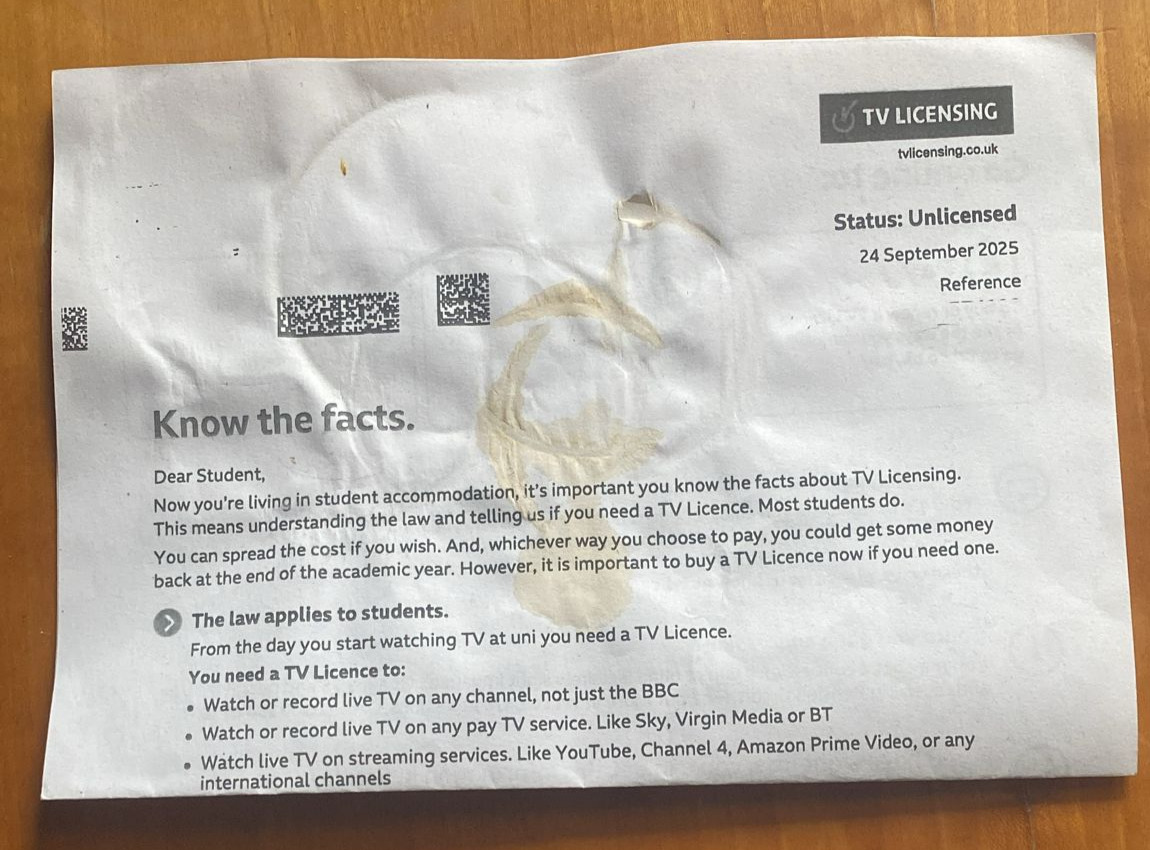 TV LICENSING
tvlicensing.co.uk
Status: Unlicensed
24 September 2025
Reference
Know the facts.
Dear Student,
Now you're living in student accommodation, it's important you know the facts about TV Licensing.
This means understanding the law and telling us if you need a TV Licence. Most students do.
You can spread the cost if you wish. And, whichever way you choose to pay, you could get some money
back at the end of the academic year. However, it is important to buy a TV Licence now if you need one.
The law applies to students.
From the day you start watching TV at uni you need a TV Licence.
You need a TV Licence to:
• Watch or record live TV on any channel, not just the BBC
• Watch or record live TV on any pay TV service. Like Sky, Virgin Media or BT
• Watch live TV on streaming services. Like YouTube, Channel 4, Amazon Prime Video, or any
international channels